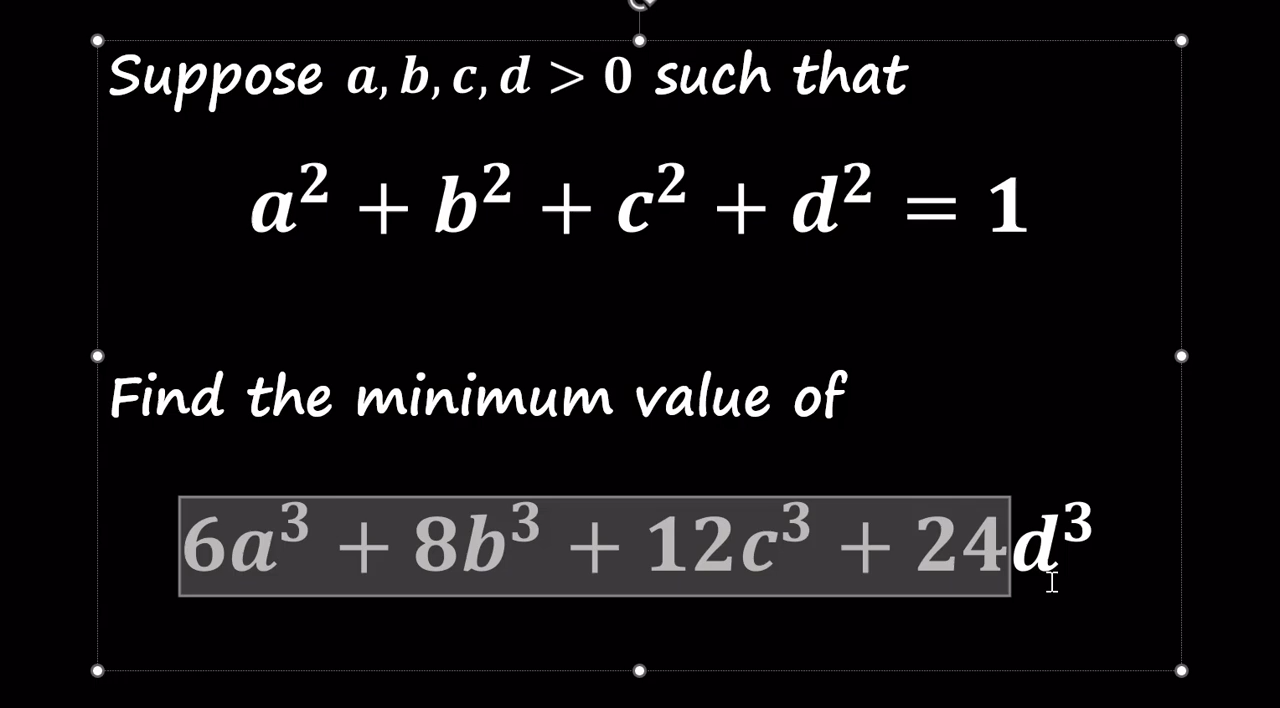 Suppose a, b, c, d > 0 such that
a² + b² + c² + d² = 1
Find the minimum value of
6a³ + 8b³ + 12c³ + 24d³